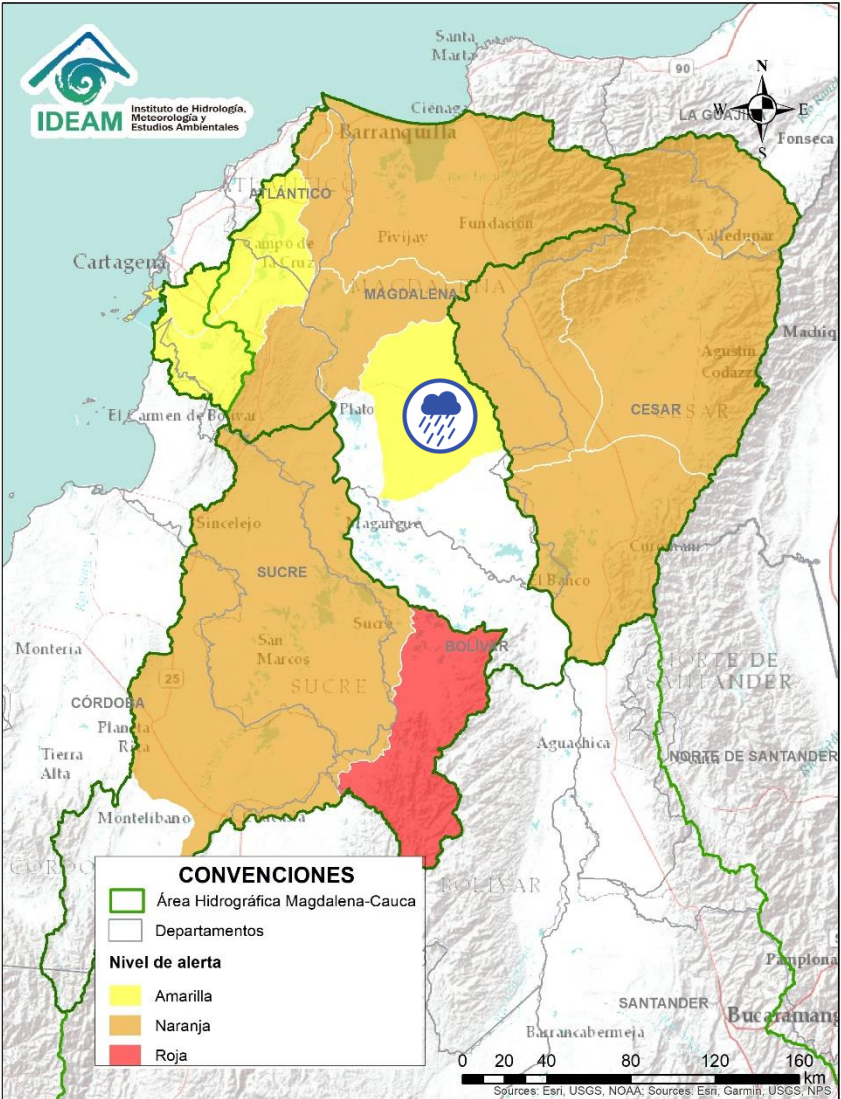 IDEAM
Instituto de Hidrología,
Meteorología y
Estudios Ambientales
Santa
Marta
90
N
W
E
S
Ciénaga
LA GUAJIRA
Fonseca
Barranquilla
ATLÁNTICO
Valledupar
Pivijay
Fundación
Campo de
la Cruz
Cartagena
MAGDALENA
Machiq
Agustín
Codazzi
Plato
CESAR
CESAR
El Carmen de Bolívar
Sincelejo
Magangue
SUCRE
El Banco
Sucre
BOLÍVAR
Montería
San
Marcos
SUCRE
NORTE DE
SANTANDER
25
CÓRDOBA
Planeta
Rica
Tierra
Alta
Aguachica
NORTE DE SANTANDER
Montelíbano
BOLÍVAR
CONVENCIONES
Área Hidrográfica Magdalena-Cauca
Departamentos
Nivel de alerta
Amarilla
Naranja
Roja
Pamplona
SANTANDER
Bucaramang
Barrancabermeja
0 20 40 80 120 160
km
Sources: Esri, USGS, NOAA; Sources: Esri, Garmin, USGS, NPS